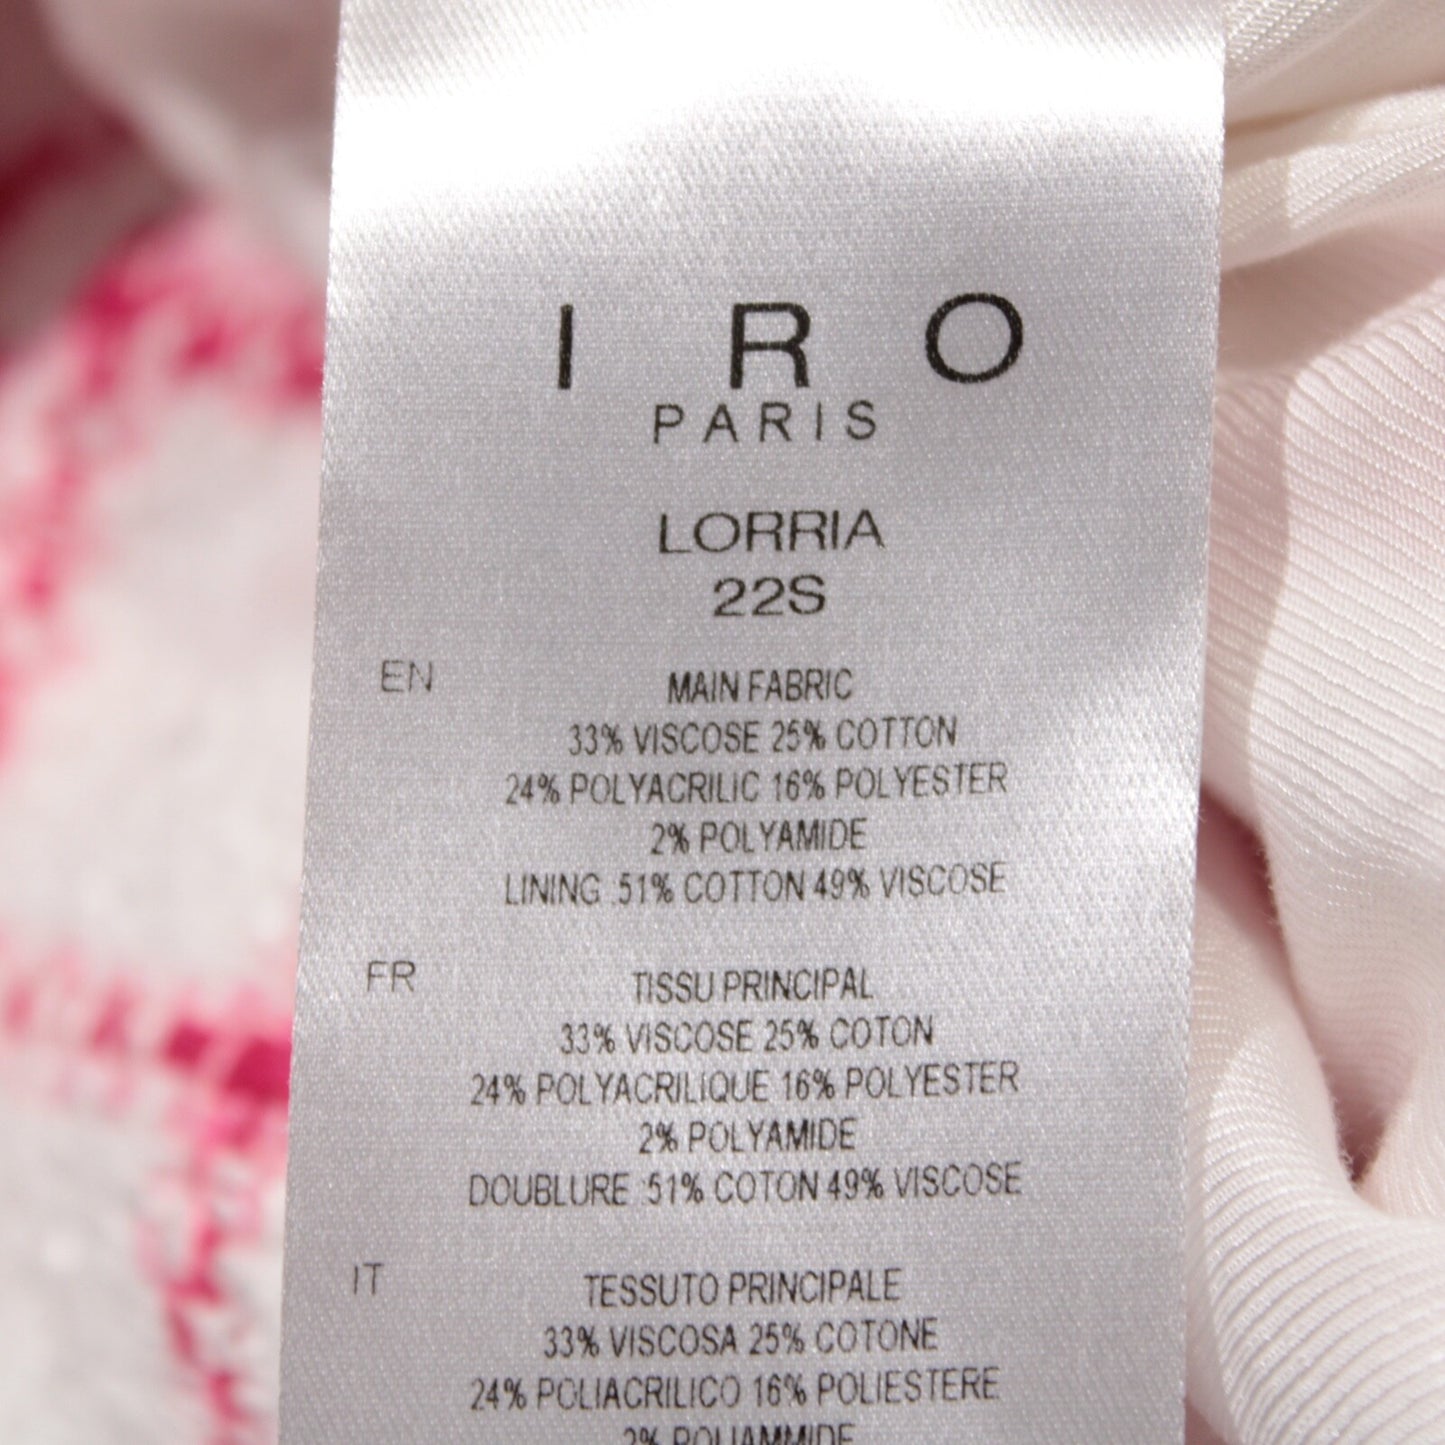 I R O
PARIS
LORRIA
22S
EN MAIN FABRIC
33% VISCOSE 25% COTTON
24% POLYACRILIC 16% POLYESTER
2% POLYAMIDE
LINING :51% COTTON 49% VISCOSE
FR TISSU PRINCIPAL
33% VISCOSE 25% COTON
24% POLYACRILIQUE 16% POLYESTER
2% POLYAMIDE
DOUBLURE :51% COTON 49% VISCOSE
IT TESSUTO PRINCIPALE
33% VISCOSA 25% COTONE
24% POLIACRILICO 16% POLIESTERE
2% POLIAMMIDE